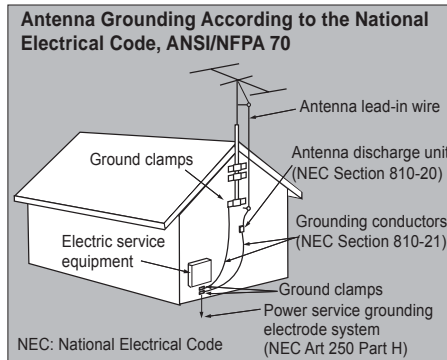 Antenna Grounding According to the National
Electrical Code, ANSI/NFPA 70
Antenna lead-in wire
Ground clamps
Antenna discharge unit
(NEC Section 810-20)
Grounding conductors
(NEC Section 810-21)
Electric service
equipment
Ground clamps
Power service grounding
electrode system
(NEC Art 250 Part H)
NEC: National Electrical Code